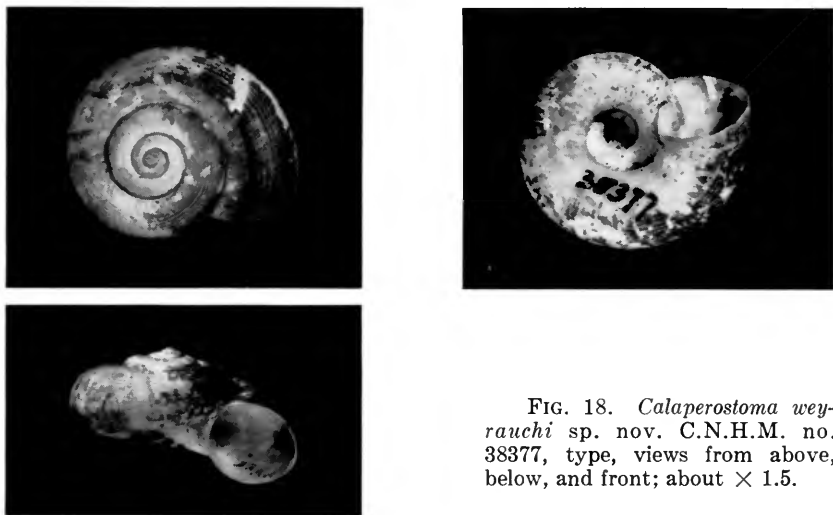 38377
FIG. 18. Calaperostoma wey-
rauchi sp. nov. C.N.H.M. no.
38377, type, views from above,
below, and front; about × 1.5.